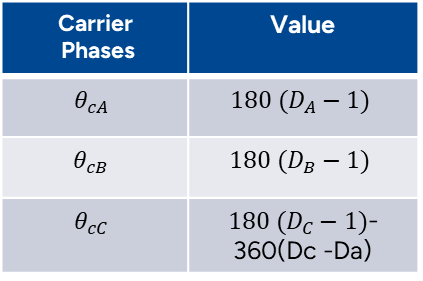 Carrier
Phases
Value
θcA
180 (DA − 1)
θcB
180 (DB − 1)
θcC
180 (DC − 1)-
360(Dc -Da)